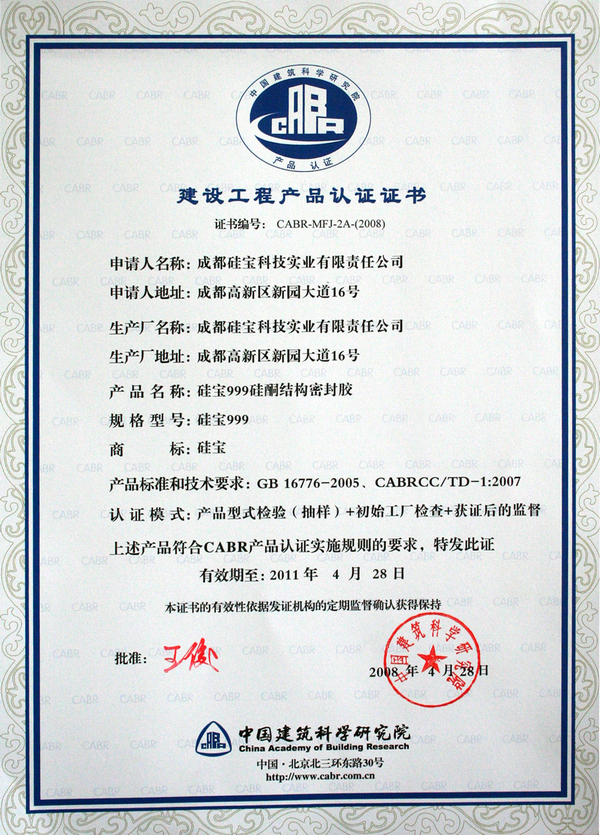 中国建筑科学研究院
CABR
产品 认证
建设工程产品认证证书
证书编号： CABR-MFJ-2A-(2008)
申请人名称: 成都硅宝科技实业有限责任公司
申请人地址: 成都高新区新园大道16号
生产厂名称: 成都硅宝科技实业有限责任公司
生产厂地址: 成都高新区新园大道16号
产 品 名 称: 硅宝999硅酮结构密封胶
规 格 型 号: 硅宝999
商 标: 硅宝
产品标准和技术要求: GB 16776-2005、CABRCC/TD-1:2007
认 证 模 式: 产品型式检验（抽样）+初始工厂检查+获证后的监督
上述产品符合CABR产品认证实施规则的要求，特发此证
有效期至: 2011 年 4 月 28 日
本证书的有效性依据发证机构的定期监督确认获得保持
批准: 王俊
中国建筑科学研究院
2008 年 4 月 28 日
CABR 中国建筑科学研究院
China Academy of Building Research
中国·北京北三环东路30号
http://www.cabr.com.cn